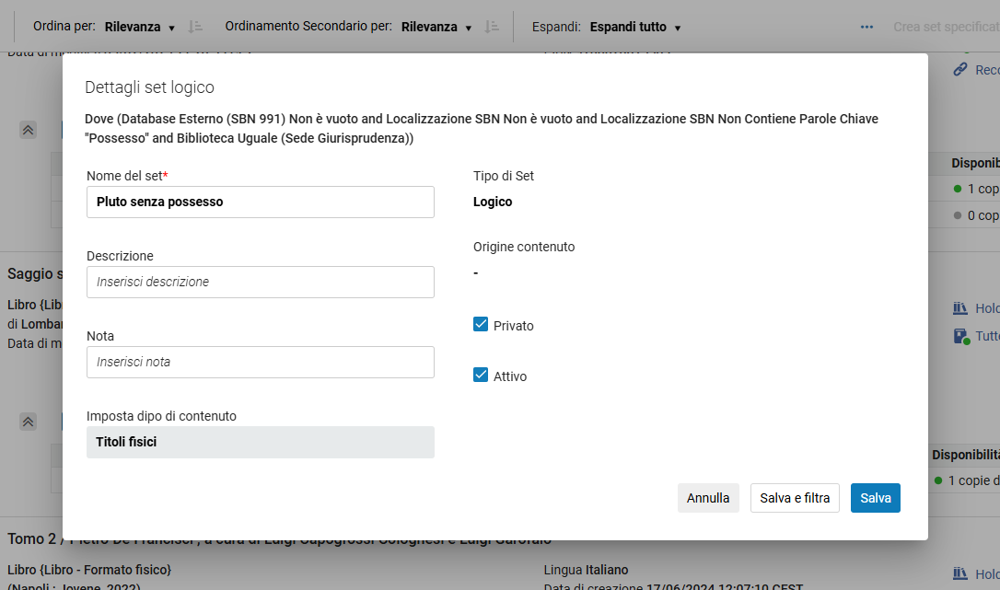 Ordina per: Rilevanza
Ordinamento Secondario per: Rilevanza
Espandi: Espandi tutto
Crea set specificat
Reco
Dettagli set logico
Dove (Database Esterno (SBN 991) Non è vuoto and Localizzazione SBN Non è vuoto and Localizzazione SBN Non Contiene Parole Chiave
"Possesso" and Biblioteca Uguale (Sede Giurisprudenza))
Nome del set*
Pluto senza possesso
Tipo di Set
Logico
Descrizione
Inserisci descrizione
Origine contenuto
-
Nota
Inserisci nota
Privato
Attivo
Imposta dipo di contenuto
Titoli fisici
Annulla
Salva e filtra
Salva
Disponib
1 cop
0 cop
Saggio s
Libro {Lib
di Lombar
Data di m
Hold
Tutto
Disponibilità
1 copie d
Tomo 2 / Pietro De Francisci ; a cura di Luigi Capogrossi Colognesi e Luigi Garofalo
Libro {Libro - Formato fisico}
(Napoli : Jovene, 2022)
Lingua Italiano
Data di creazione 17/06/2024 12:07:10 CEST
Hold